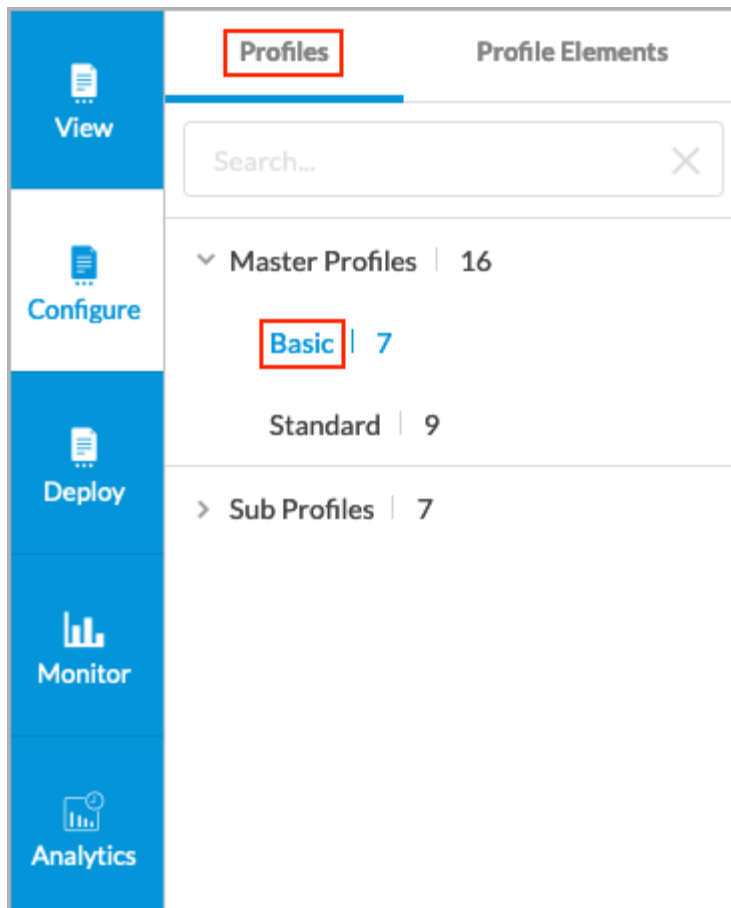 View
Configure
Deploy
Monitor
Analytics
Profiles
Profile Elements
Search...
Master Profiles 16
Basic 7
Standard 9
Sub Profiles 7